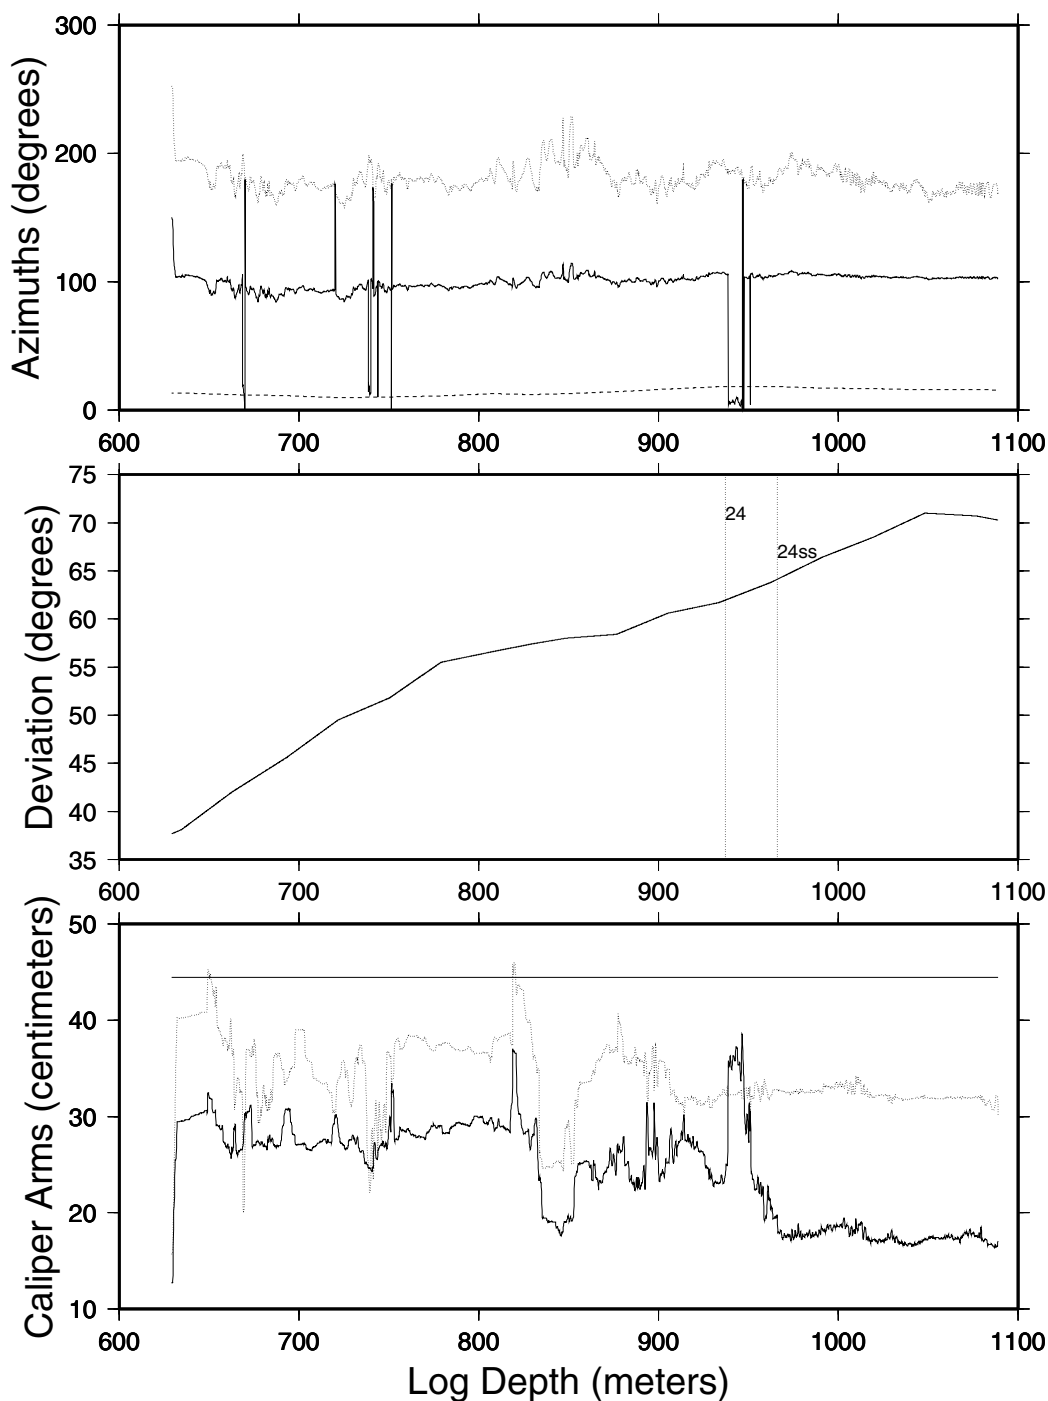 Azimuths (degrees)
300
200
100
0
600 700 800 900 1000 1100
Deviation (degrees)
75
70
65
60
55
50
45
40
35
24
24ss
600 700 800 900 1000 1100
Caliper Arms (centimeters)
50
40
30
20
10
600 700 800 900 1000 1100
Log Depth (meters)